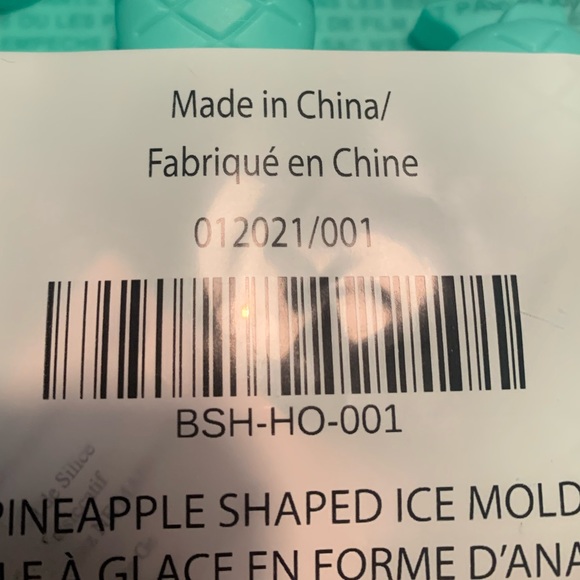 Made in China/
Fabriqué en Chine
012021/001
BSH-HO-001
PINEAPPLE SHAPED ICE MOLD
LE À GLACE EN FORME D'ANA